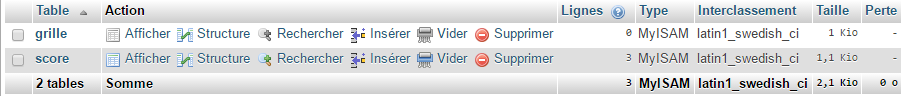 Table Action Lignes Type Interclassement Taille Perte
grille Afficher Structure Rechercher Insérer Vider Supprimer 0 MyISAM latin1_swedish_ci 1 Kio -
score Afficher Structure Rechercher Insérer Vider Supprimer 3 MyISAM latin1_swedish_ci 1,1 Kio -
2 tables Somme 3 MyISAM latin1_swedish_ci 2,1 Kio 0 o